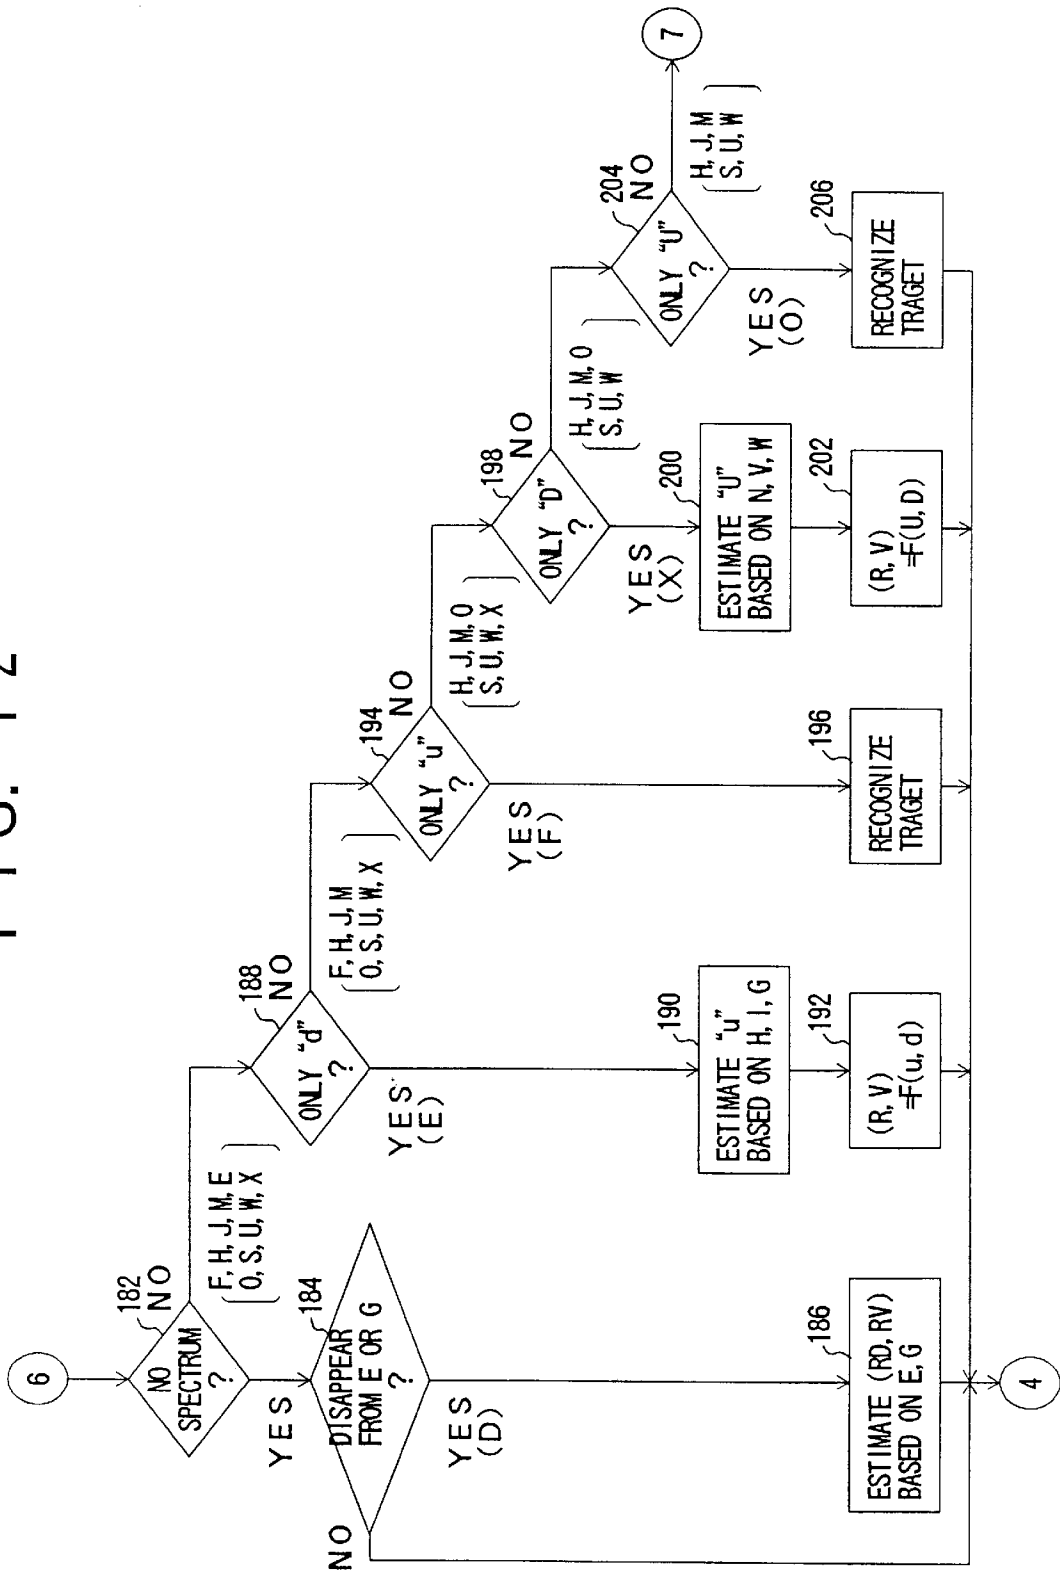 FIG. 12
6
182
NO
SPECTRUM
?
NO
YES
F, H, J, M, E
O, S, U, W, X
184
DISAPPEAR
FROM E OR G
?
NO
YES
(D)
186
ESTIMATE (RD, RV)
BASED ON E, G
4
188
ONLY "d"
?
NO
YES
(E)
F, H, J, M
O, S, U, W, X
190
ESTIMATE "u"
BASED ON H, I, G
192
(R, V)
=F(u, d)
194
ONLY "u"
?
NO
YES
(F)
H, J, M, O
S, U, W, X
196
RECOGNIZE
TRAGET
198
ONLY "D"
?
NO
YES
(X)
H, J, M, O
S, U, W
200
ESTIMATE "U"
BASED ON N, V, W
202
(R, V)
=F(U, D)
204
ONLY "U"
?
NO
YES
(O)
H, J, M
S, U, W
206
RECOGNIZE
TRAGET
7